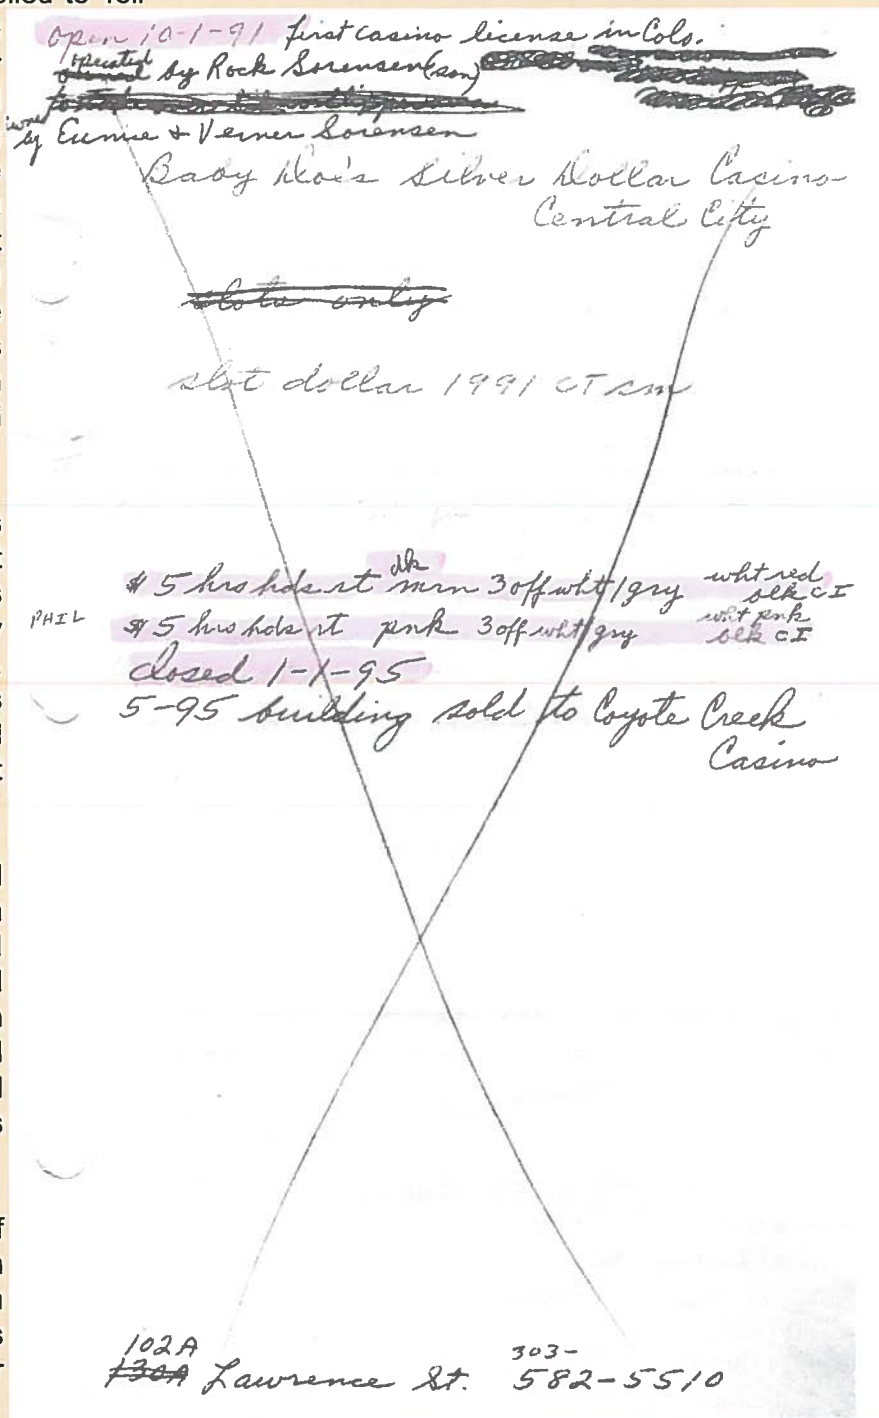 open 10-1-91 first casino license in Colo.
operated by Rock Sorensen (son)
owned by Eunice + Verner Sorensen
Baby Doe's Silver Dollar Casino
Central City
slots only
slot dollar 1991 CT sm
$5 hrs hds rt dk mrn 3 off wht/gry wht red blk CI
PHIL $5 hrs hds rt pnk 3 off wht/gry wht pnk blk CI
closed 1-1-95
5-95 building sold to Coyote Creek
Casino
102A
130A Lawrence St. 303-582-5510